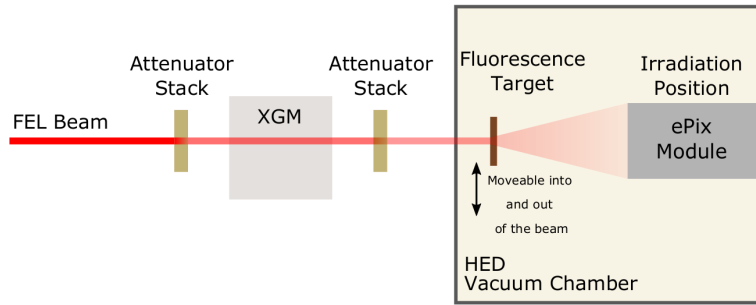 FEL Beam
Attenuator
Stack
XGM
Attenuator
Stack
Fluorescence
Target
Irradiation
Position
ePix
Module
Moveable into
and out
of the beam
HED
Vacuum Chamber